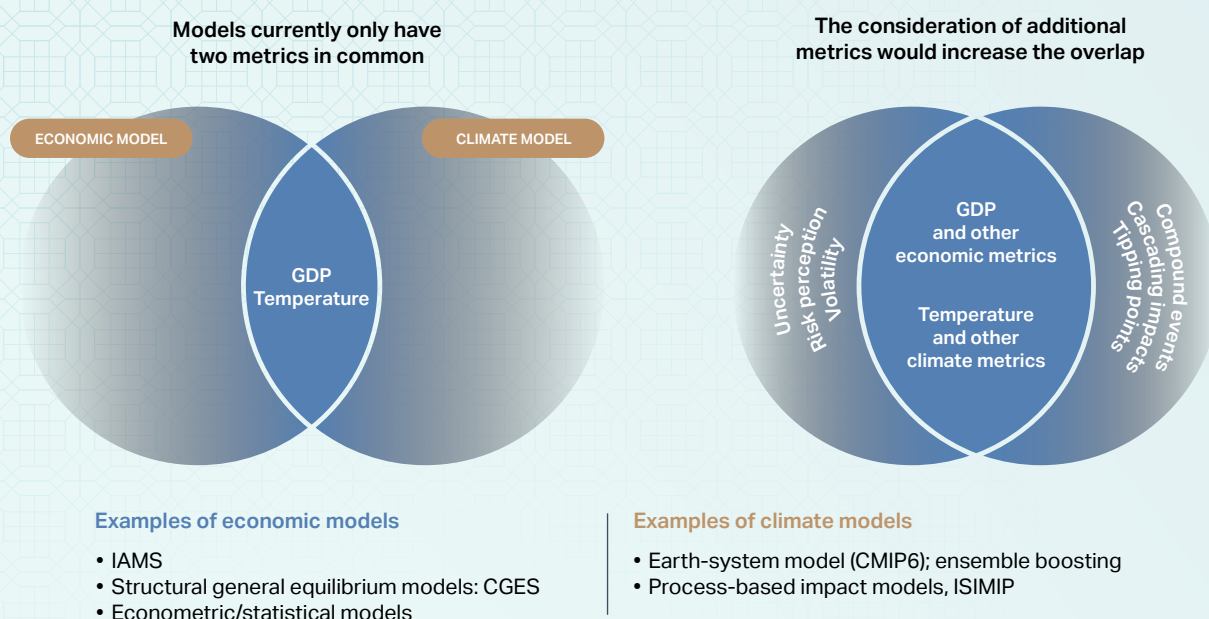 Models currently only have
two metrics in common
ECONOMIC MODEL
CLIMATE MODEL
GDP
Temperature
The consideration of additional
metrics would increase the overlap
Uncertainty
Risk perception
Volatility
GDP
and other
economic metrics
Temperature
and other
climate metrics
Tipping points
Cascading impacts
Compound events
Examples of economic models
• IAMS
• Structural general equilibrium models: CGES
• Econometric/statistical models
Examples of climate models
• Earth-system model (CMIP6); ensemble boosting
• Process-based impact models, ISIMIP